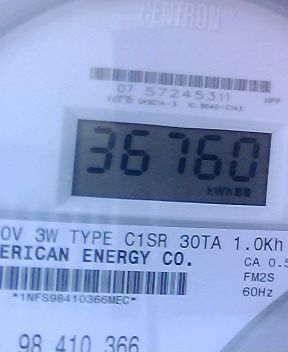 CENTRON
07 57245311
HPP
36760
kWh
0V 3W TYPE C1SR 30TA 1.0Kh
ERICAN ENERGY CO.
CA 0.5
FM2S
*1NFS98410366MEC*
60Hz
98 410 366